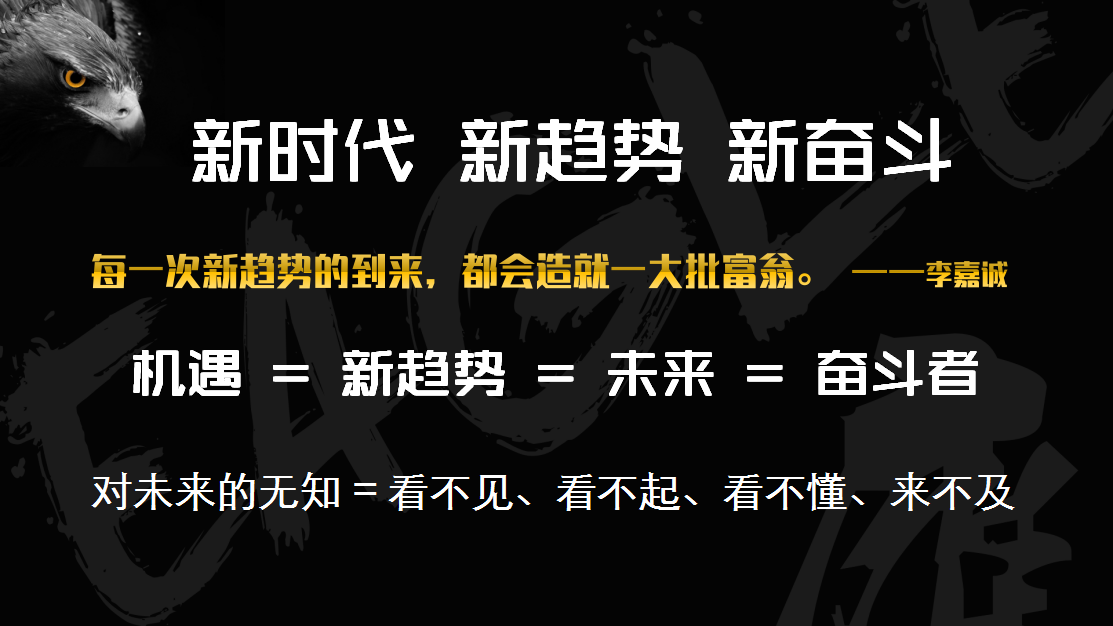 新时代 新趋势 新奋斗
每一次新趋势的到来，都会造就一大批富翁。 ——李嘉诚
机遇 = 新趋势 = 未来 = 奋斗者
对未来的无知＝看不见、看不起、看不懂、来不及
EAGLE